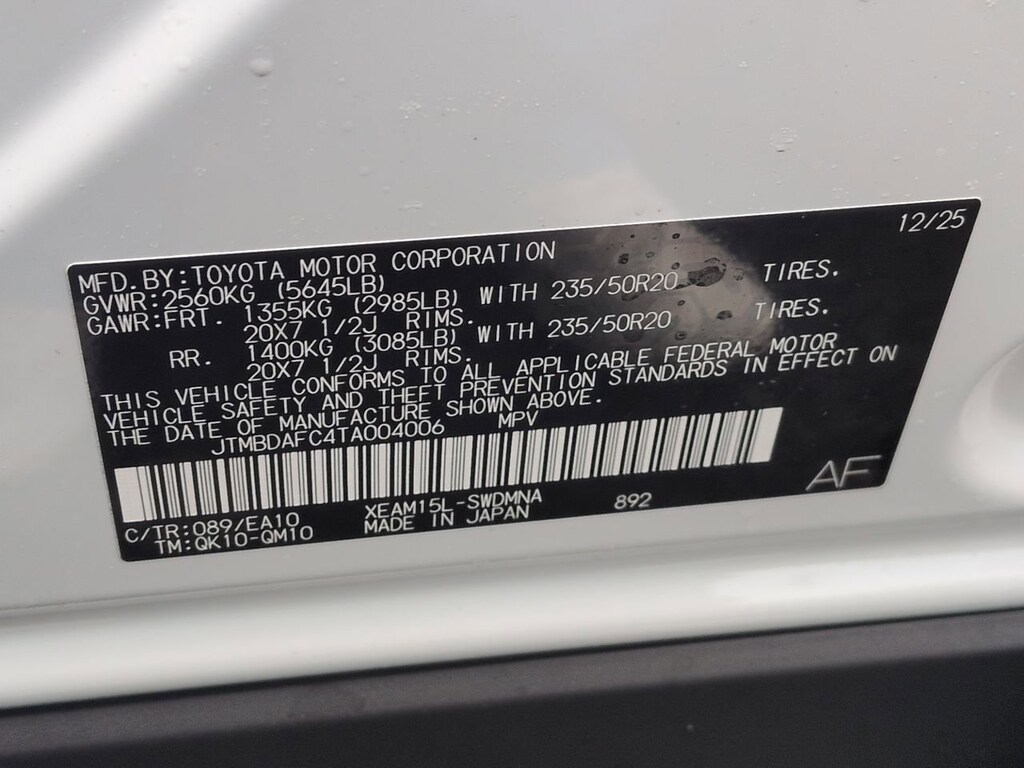 12/25
MFD.BY:TOYOTA MOTOR CORPORATION
GVWR:2560KG (5645LB)
GAWR:FRT. 1355KG (2985LB) WITH 235/50R20 TIRES.
20X7 1/2J RIMS.
RR. 1400KG (3085LB) WITH 235/50R20 TIRES.
20X7 1/2J RIMS.
THIS VEHICLE CONFORMS TO ALL APPLICABLE FEDERAL MOTOR
VEHICLE SAFETY AND THEFT PREVENTION STANDARDS IN EFFECT ON
THE DATE OF MANUFACTURE SHOWN ABOVE.
JTMBDAFC4TA004006 MPV
AF
C/TR:089/EA10 XEAM15L-SWDMNA 892
TM:QK10-QM10 MADE IN JAPAN